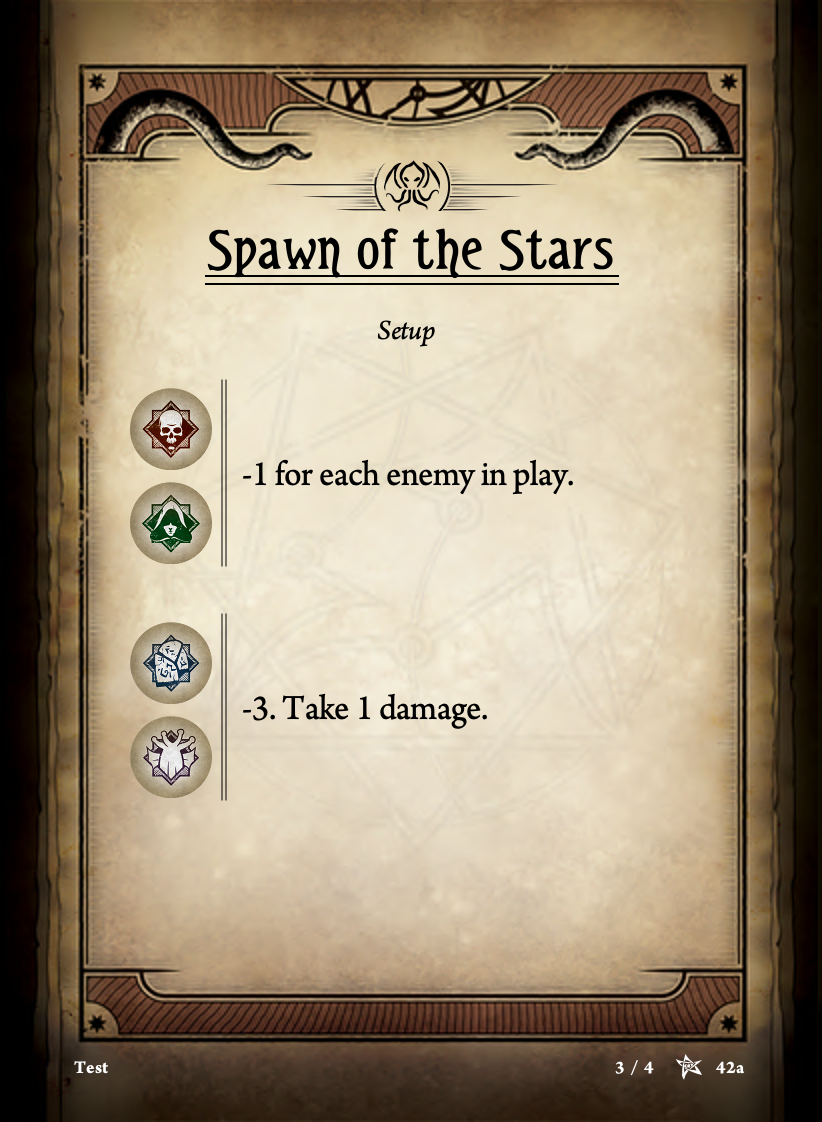 Spawn of the Stars
Setup
-1 for each enemy in play.
-3. Take 1 damage.
Test
3 / 4
42a